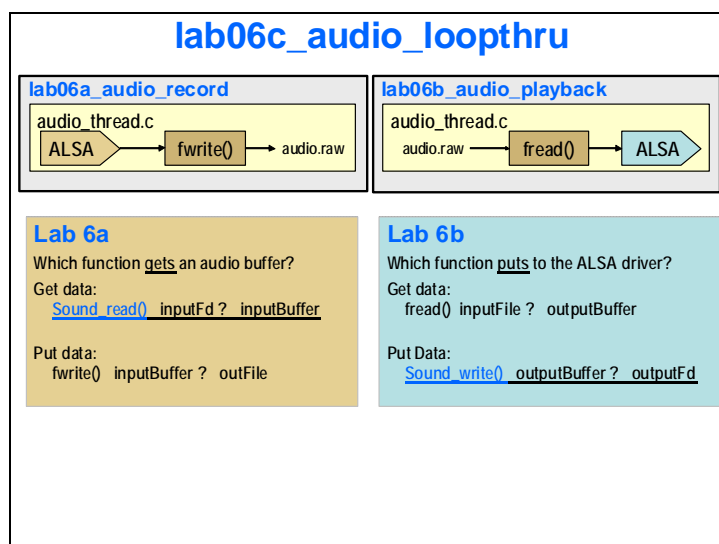 lab06c_audio_loopthru
lab06a_audio_record
audio_thread.c
ALSA
fwrite()
audio.raw
lab06b_audio_playback
audio_thread.c
audio.raw
fread()
ALSA
Lab 6a
Which function gets an audio buffer?
Get data:
Sound_read() inputFd ? inputBuffer
Put data:
fwrite() inputBuffer ? outFile
Lab 6b
Which function puts to the ALSA driver?
Get data:
fread() inputFile ? outputBuffer
Put Data:
Sound_write() outputBuffer ? outputFd